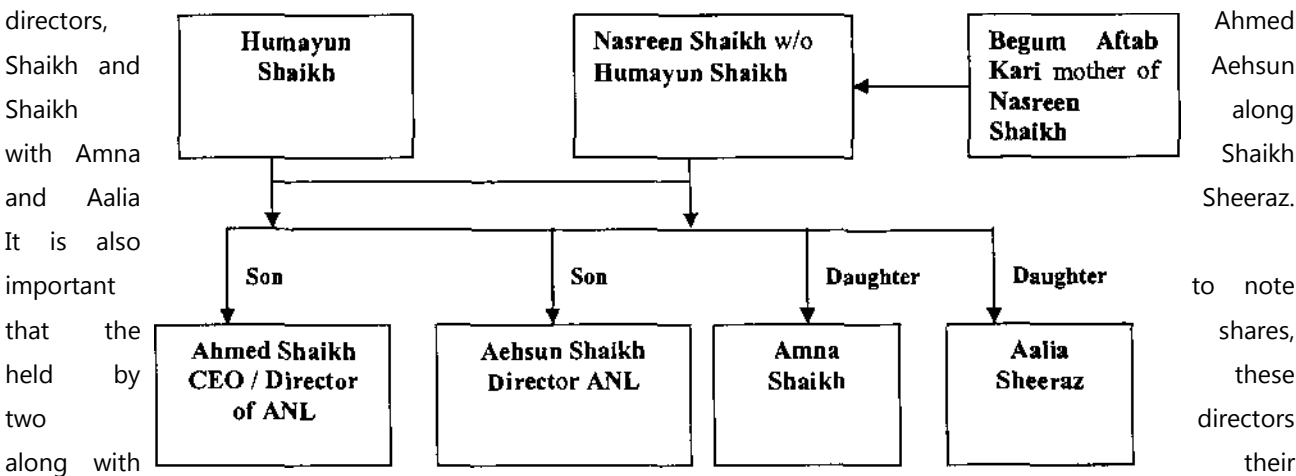 directors, Ahmed
Shaikh and Aehsun
Shaikh along
with Amna Shaikh
and Aalia Sheeraz.
It is also
important to note
that the shares,
held by these
two directors
along with their
Humayun
Shaikh
Nasreen Shaikh w/o
Humayun Shaikh
Begum Aftab
Kari mother of
Nasreen
Shaikh
Son
Son
Daughter
Daughter
Ahmed Shaikh
CEO / Director
of ANL
Aehsun Shaikh
Director ANL
Amna
Shaikh
Aalia
Sheeraz